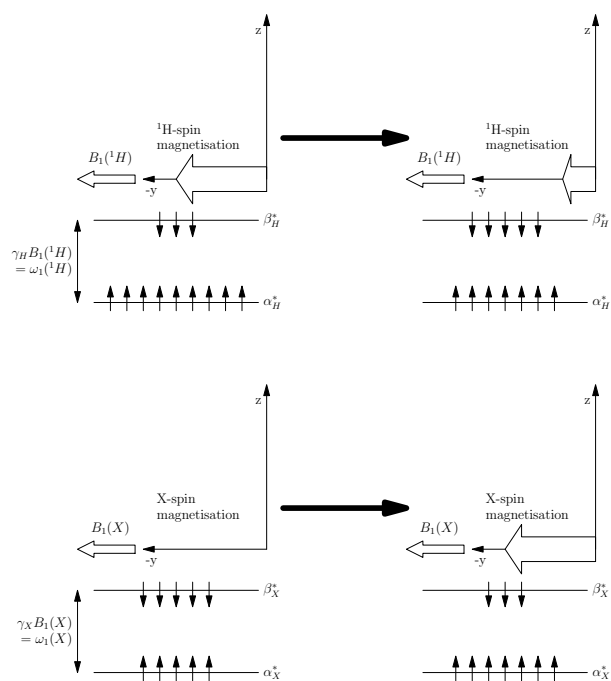 z
z
¹H-spin
magnetisation
¹H-spin
magnetisation
B₁(¹H)
B₁(¹H)
-y
-y
β*_H
β*_H
γ_H B₁(¹H)
= ω₁(¹H)
α*_H
α*_H
z
z
X-spin
magnetisation
X-spin
magnetisation
B₁(X)
B₁(X)
-y
-y
β*_X
β*_X
γ_X B₁(X)
= ω₁(X)
α*_X
α*_X